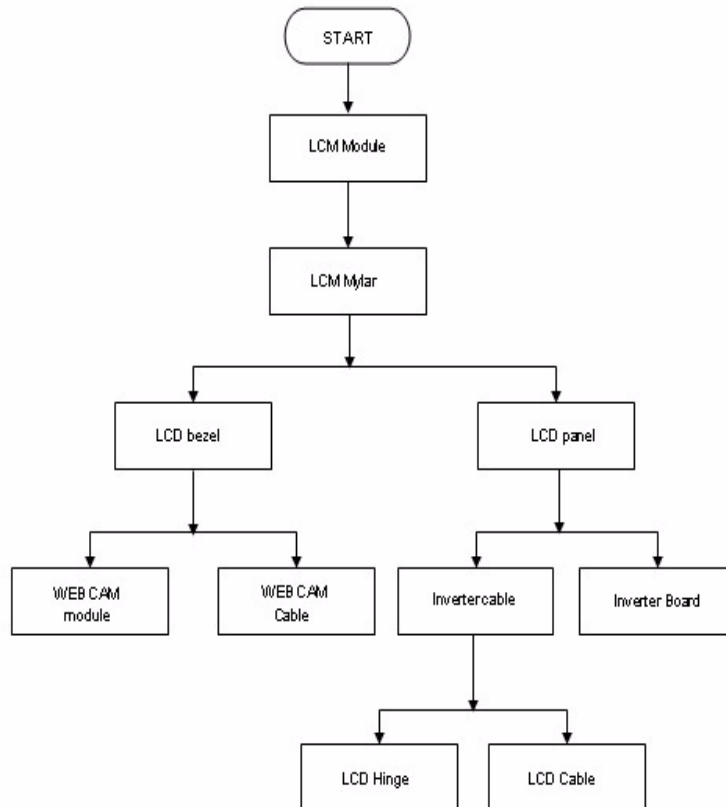 START
LCM Module
LCM Mylar
LCD bezel
LCD panel
WEB CAM
module
WEB CAM
Cable
Invertercable
Inverter Board
LCD Hinge
LCD Cable